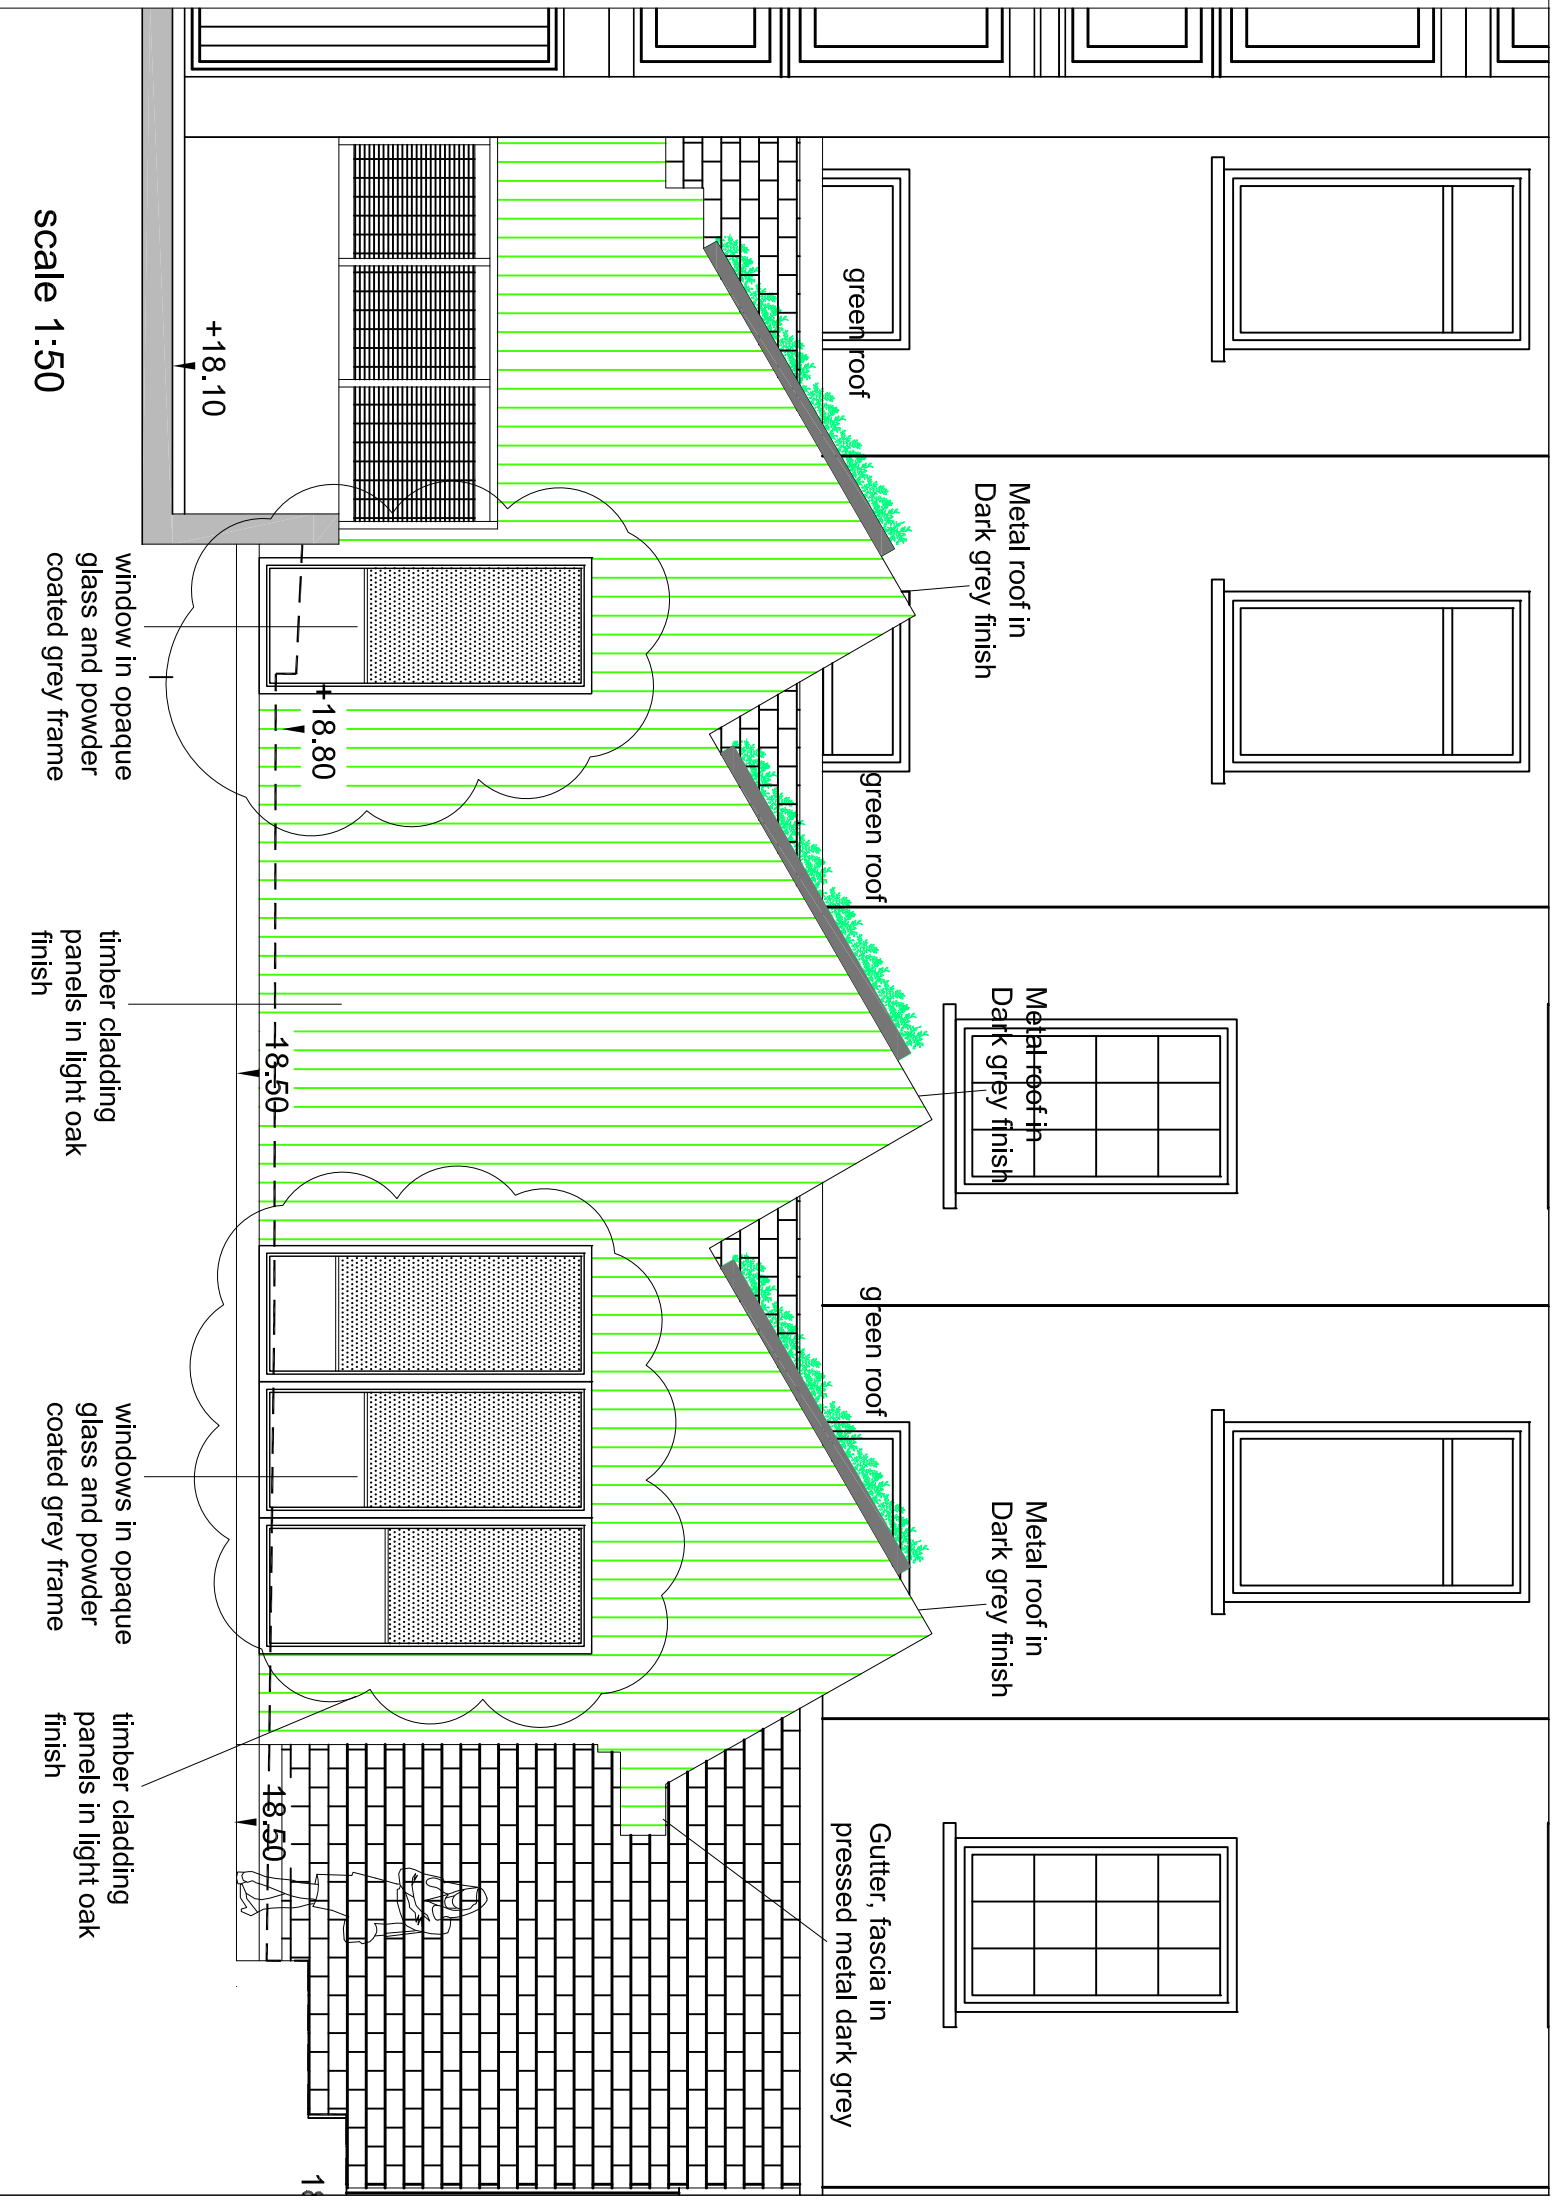 green roof
Metal roof in
Dark grey finish
green roof
Metal roof in
Dark grey finish
green roof
Metal roof in
Dark grey finish
Gutter, fascia in
pressed metal dark grey
+18.10
+18.80
18.50
18.50
window in opaque
glass and powder
coated grey frame
timber cladding
panels in light oak
finish
windows in opaque
glass and powder
coated grey frame
timber cladding
panels in light oak
finish
scale 1:50